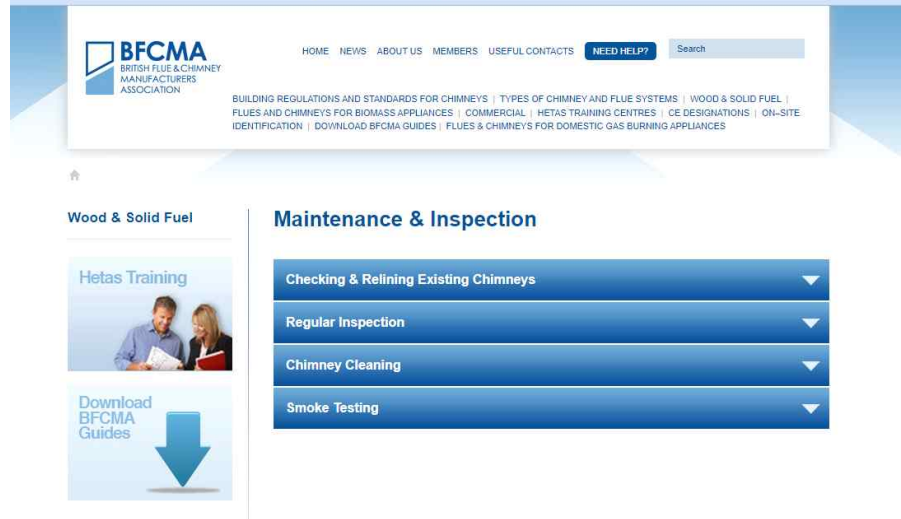 BFCMA
BRITISH FLUE & CHIMNEY
MANUFACTURERS
ASSOCIATION
HOME NEWS ABOUT US MEMBERS USEFUL CONTACTS NEED HELP? Search
BUILDING REGULATIONS AND STANDARDS FOR CHIMNEYS | TYPES OF CHIMNEY AND FLUE SYSTEMS | WOOD & SOLID FUEL |
FLUES AND CHIMNEYS FOR BIOMASS APPLIANCES | COMMERCIAL | HETAS TRAINING CENTRES | CE DESIGNATIONS | ON–SITE
IDENTIFICATION | DOWNLOAD BFCMA GUIDES | FLUES & CHIMNEYS FOR DOMESTIC GAS BURNING APPLIANCES
Wood & Solid Fuel
Hetas Training
Download
BFCMA
Guides
Maintenance & Inspection
Checking & Relining Existing Chimneys
Regular Inspection
Chimney Cleaning
Smoke Testing